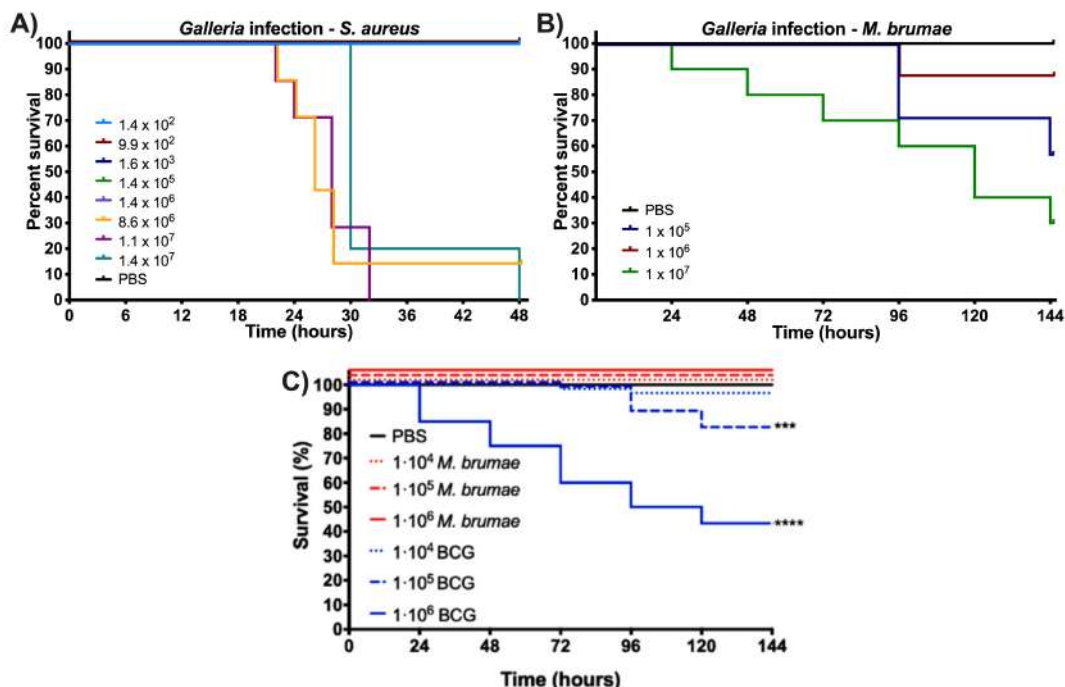 A)
Galleria infection - S. aureus
Percent survival
100
90
80
70
60
50
40
30
20
10
0
1.4 x 10²
9.9 x 10²
1.6 x 10³
1.4 x 10⁵
1.4 x 10⁶
8.6 x 10⁶
1.1 x 10⁷
1.4 x 10⁷
PBS
0 6 12 18 24 30 36 42 48
Time (hours)
B)
Galleria infection - M. brumae
Percent survival
100
90
80
70
60
50
40
30
20
10
0
PBS
1 x 10⁵
1 x 10⁶
1 x 10⁷
24 48 72 96 120 144
Time (hours)
C)
Survival (%)
100
90
80
70
60
50
40
30
20
10
0
PBS
1·10⁴ M. brumae
1·10⁵ M. brumae
1·10⁶ M. brumae
1·10⁴ BCG
1·10⁵ BCG
1·10⁶ BCG
***
****
0 24 48 72 96 120 144
Time (hours)